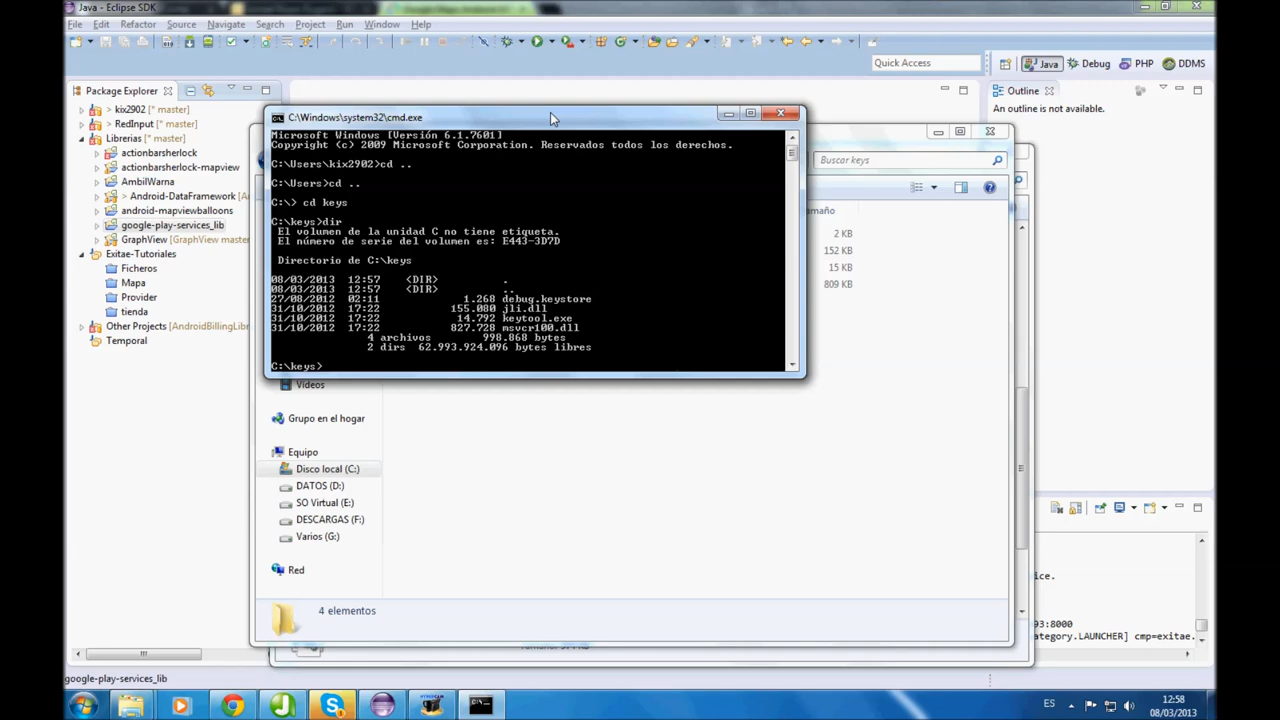 Java - Eclipse SDK
File Edit Refactor Source Navigate Search Project Run Window Help
Quick Access
Java Debug PHP DDMS
Package Explorer
> kix2902 [* master]
> RedInput [* master]
Librerias [* master]
actionbarsherlock
actionbarsherlock-mapview
AmbilWarna
> Android-DataFramework [
android-mapviewballoons
google-play-services_lib
GraphView [GraphView master
Exitae-Tutoriales
Ficheros
Mapa
Provider
tienda
Other Projects [AndroidBillingLibr
Temporal
C:\Windows\system32\cmd.exe
Microsoft Windows [Versión 6.1.7601]
Copyright (c) 2009 Microsoft Corporation. Reservados todos los derechos.
C:\Users\kix2902>cd ..
C:\Users>cd ..
C:\> cd keys
C:\keys>dir
El volumen de la unidad C no tiene etiqueta.
El número de serie del volumen es: E443-3D7D
Directorio de C:\keys
08/03/2013 12:57 <DIR> .
08/03/2013 12:57 <DIR> ..
27/08/2012 02:11 1.268 debug.keystore
31/10/2012 17:22 155.080 jli.dll
31/10/2012 17:22 14.792 keytool.exe
31/10/2012 17:22 827.728 msvcr100.dll
4 archivos 998.868 bytes
2 dirs 62.993.924.096 bytes libres
C:\keys>
Buscar keys
amaño
2 KB
152 KB
15 KB
809 KB
Outline
An outline is not available.
Vídeos
Grupo en el hogar
Equipo
Disco local (C:)
DATOS (D:)
SO Virtual (E:)
DESCARGAS (F:)
Varios (G:)
Red
4 elementos
ice.
93:8000
ategory.LAUNCHER] cmp=exitae.
google-play-services_lib
ES
12:58
08/03/2013